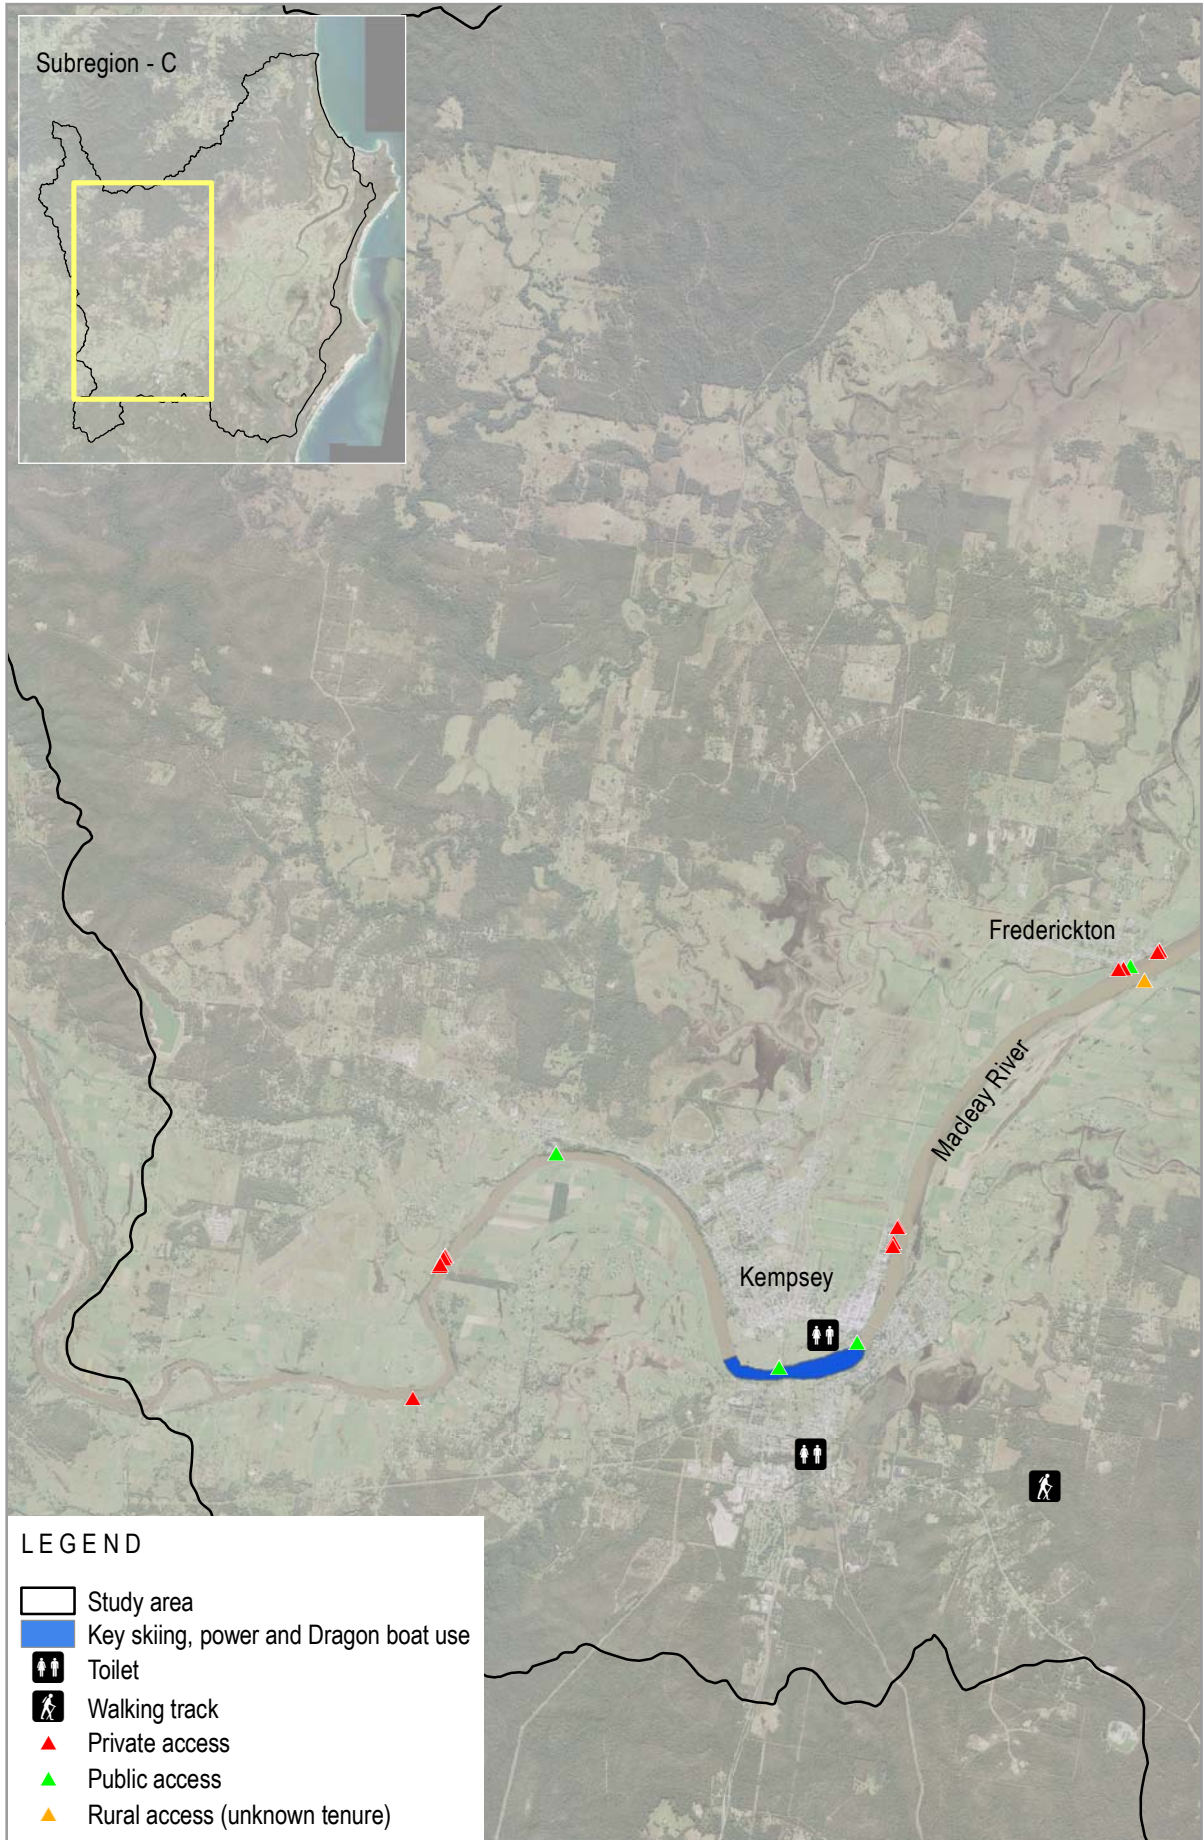 Subregion - C
Frederickton
Macleay River
Kempsey
LEGEND
Study area
Key skiing, power and Dragon boat use
Toilet
Walking track
Private access
Public access
Rural access (unknown tenure)